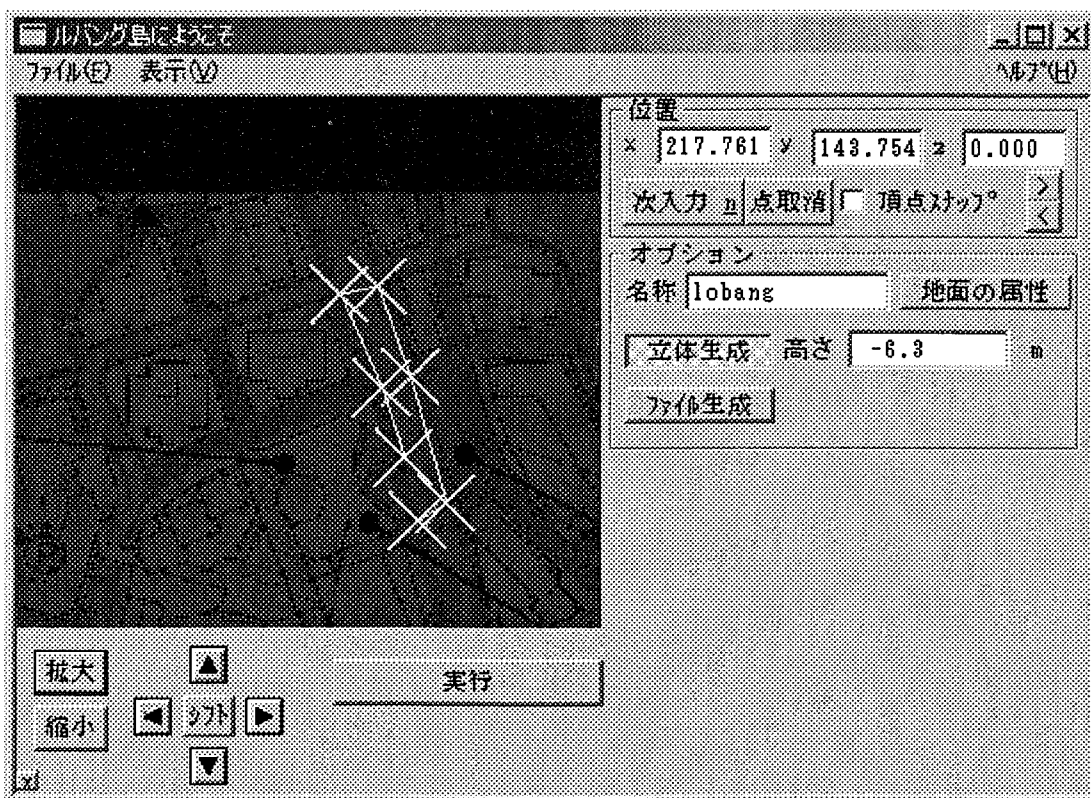 ルバング島にようこそ
ファイル(F) 表示(V) ヘルプ(H)
位置
x 217.761 y 143.754 z 0.000
次入力 n 点取消 頂点スナップ > <
オプション
名称 lobang 地面の属性
立体生成 高さ -6.3 m
ファイル生成
拡大 実行
縮小 シフト